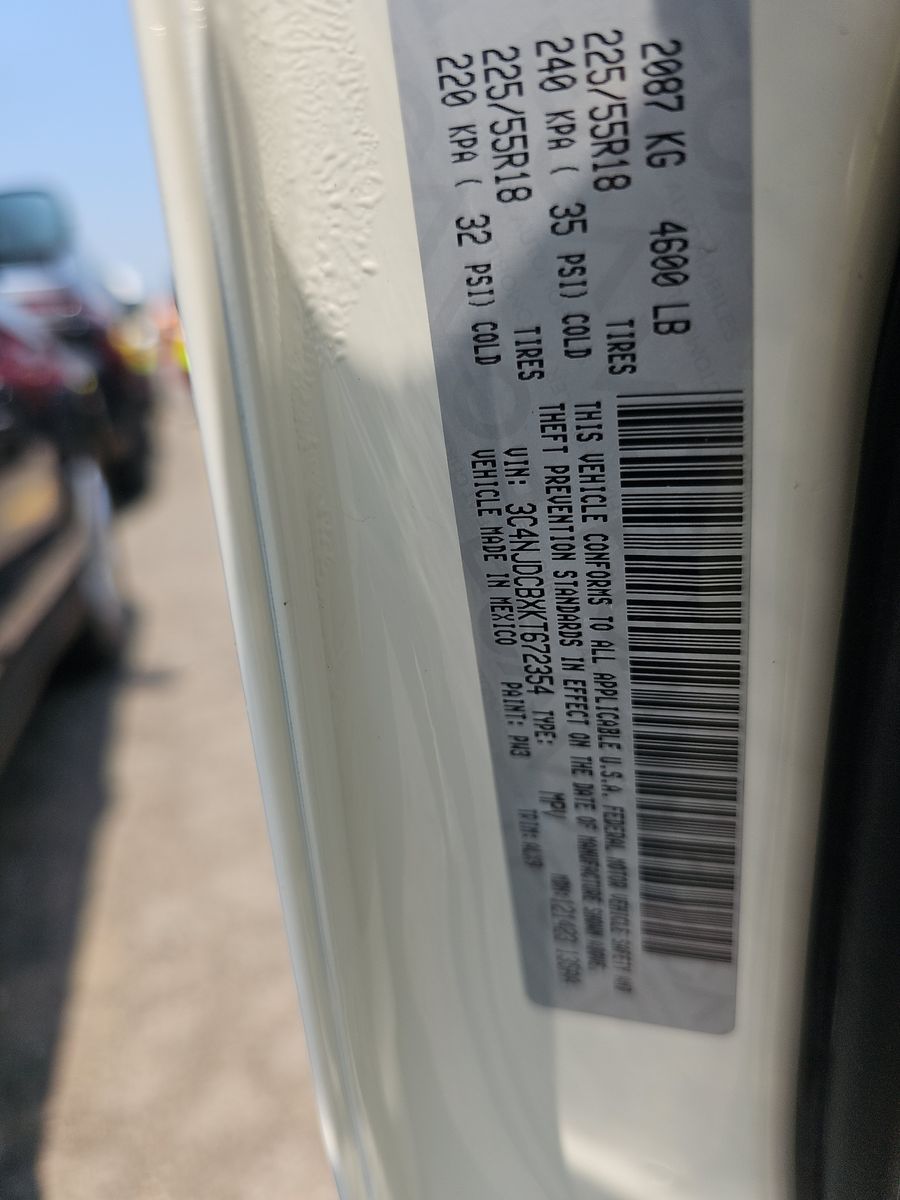 2087 KG 4600 LB
225/55R18 TIRES
240 KPA ( 35 PSI) COLD
225/55R18 TIRES
220 KPA ( 32 PSI) COLD
THIS VEHICLE CONFORMS TO ALL APPLICABLE U.S.A. FEDERAL MOTOR VEHICLE SAFETY AND
THEFT PREVENTION STANDARDS IN EFFECT ON THE DATE OF MANUFACTURE SHOWN ABOVE.
VIN: 3C4NJDCBXKT672354 TYPE: MPV
VEHICLE MADE IN MEXICO PAINT: PW3 TRIM: